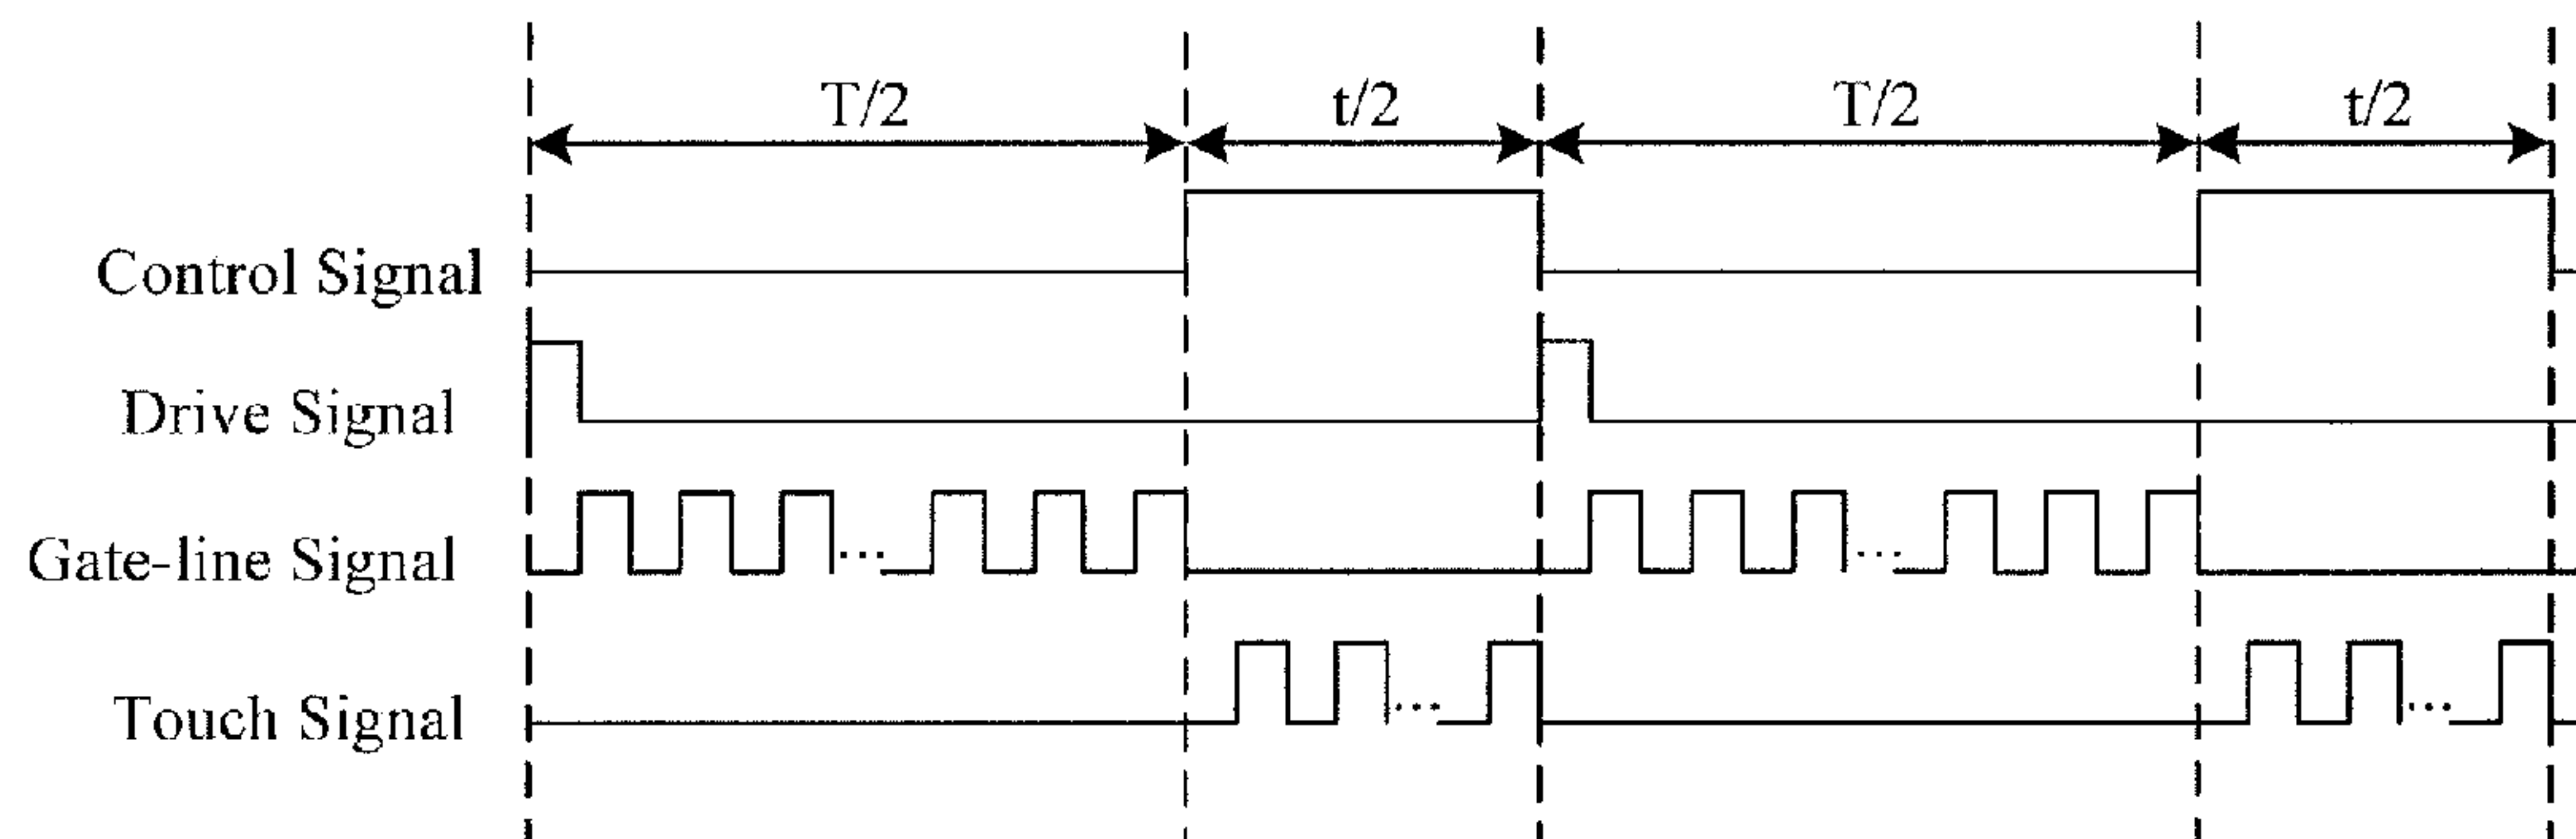 T/2 t/2 T/2 t/2
Control Signal
Drive Signal
Gate-line Signal
...
...
Touch Signal
...
...